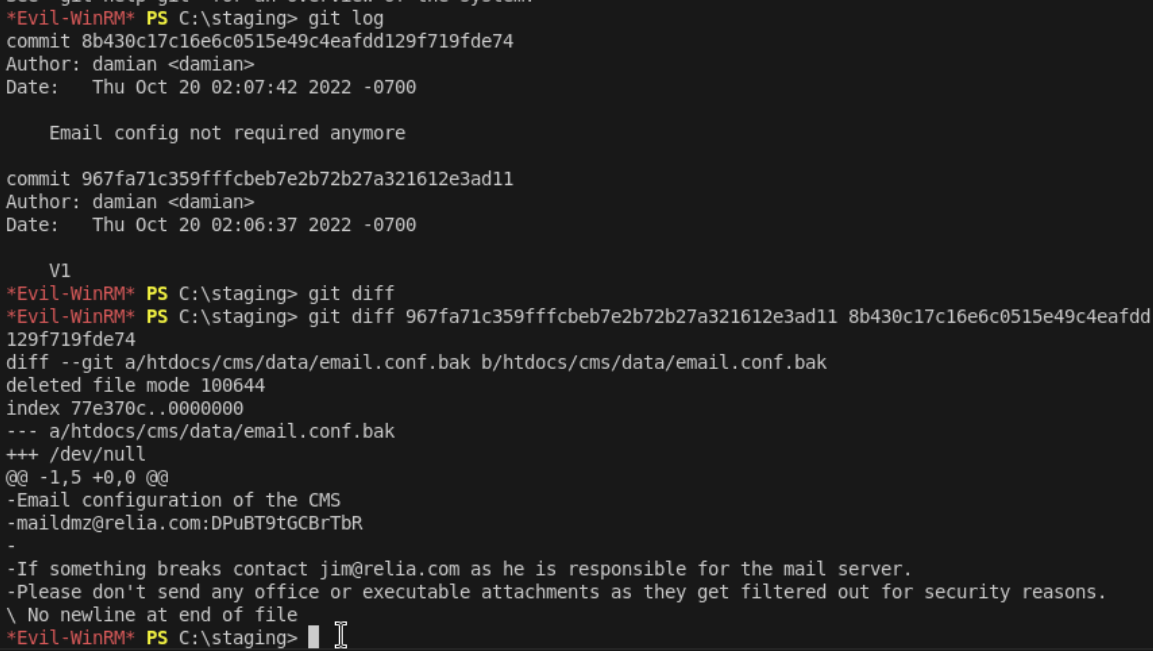 *Evil-WinRM* PS C:\staging> git log
commit 8b430c17c16e6c0515e49c4eafdd129f719fde74
Author: damian <damian>
Date:   Thu Oct 20 02:07:42 2022 -0700
    Email config not required anymore
commit 967fa71c359fffcbeb7e2b72b27a321612e3ad11
Author: damian <damian>
Date:   Thu Oct 20 02:06:37 2022 -0700
    V1
*Evil-WinRM* PS C:\staging> git diff
*Evil-WinRM* PS C:\staging> git diff 967fa71c359fffcbeb7e2b72b27a321612e3ad11 8b430c17c16e6c0515e49c4eafdd
129f719fde74
diff --git a/htdocs/cms/data/email.conf.bak b/htdocs/cms/data/email.conf.bak
deleted file mode 100644
index 77e370c..0000000
--- a/htdocs/cms/data/email.conf.bak
+++ /dev/null
@@ -1,5 +0,0 @@
-Email configuration of the CMS
-maildmz@relia.com:DPuBT9tGCBrTbR
-
-If something breaks contact jim@relia.com as he is responsible for the mail server.
-Please don't send any office or executable attachments as they get filtered out for security reasons.
\ No newline at end of file
*Evil-WinRM* PS C:\staging>